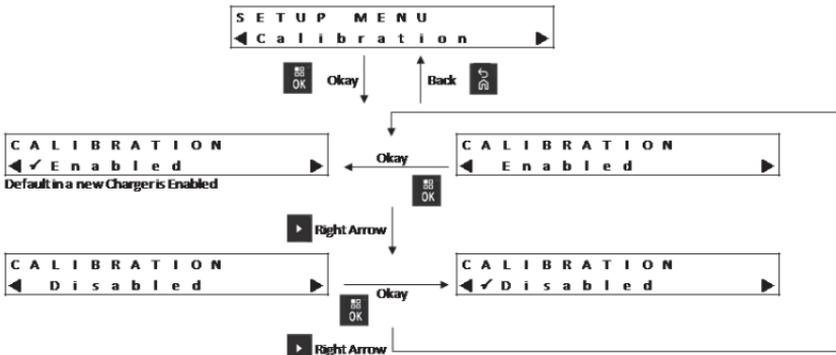 SETUP MENU
◀ Calibration ▶
OK Okay Back
CALIBRATION CALIBRATION
◀ ✓ Enabled ▶ Okay ◀ Enabled ▶
Default in a new Charger is Enabled
OK
Right Arrow
CALIBRATION CALIBRATION
◀ Disabled ▶ Okay ◀ ✓ Disabled ▶
OK
Right Arrow